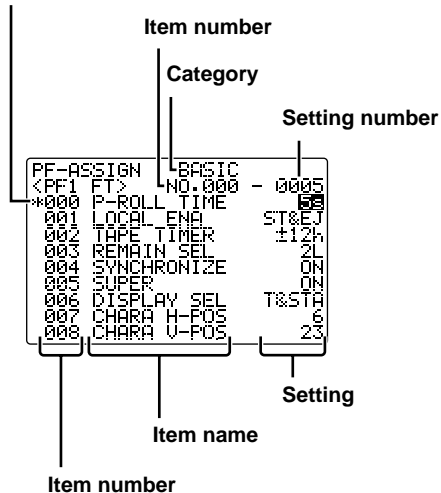 Item number
Category
Setting number
PF-ASSIGN BASIC
<PF1 FT> NO.000 - 0005
*000 P-ROLL TIME 5s
001 LOCAL ENA ST&EJ
002 TAPE TIMER ±12h
003 REMAIN SEL 2L
004 SYNCHRONIZE ON
005 SUPER ON
006 DISPLAY SEL T&STA
007 CHARA H-POS 6
008 CHARA V-POS 23
Setting
Item name
Item number